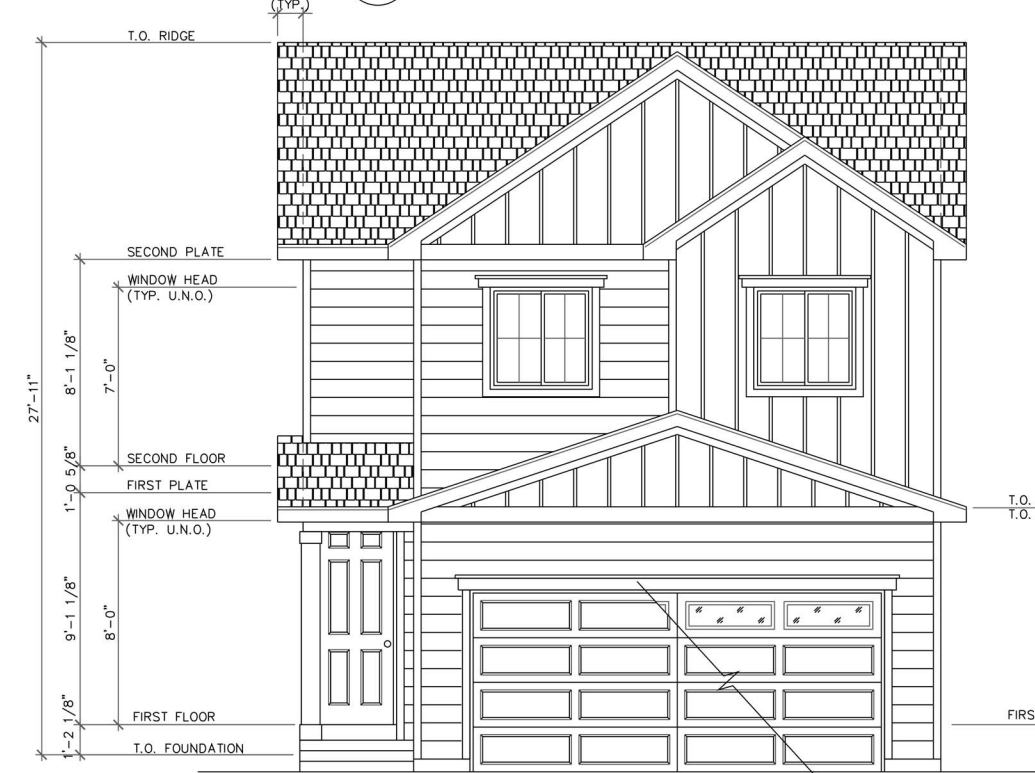 (TYP.)
T.O. RIDGE
SECOND PLATE
WINDOW HEAD
(TYP. U.N.O.)
8'-1 1/8"
7'-0"
27'-11"
SECOND FLOOR
1'-0 5/8"
FIRST PLATE
WINDOW HEAD
(TYP. U.N.O.)
T.O.
T.O.
9'-1 1/8"
8'-0"
FIRST FLOOR
FIRS
1'-2 1/8"
T.O. FOUNDATION